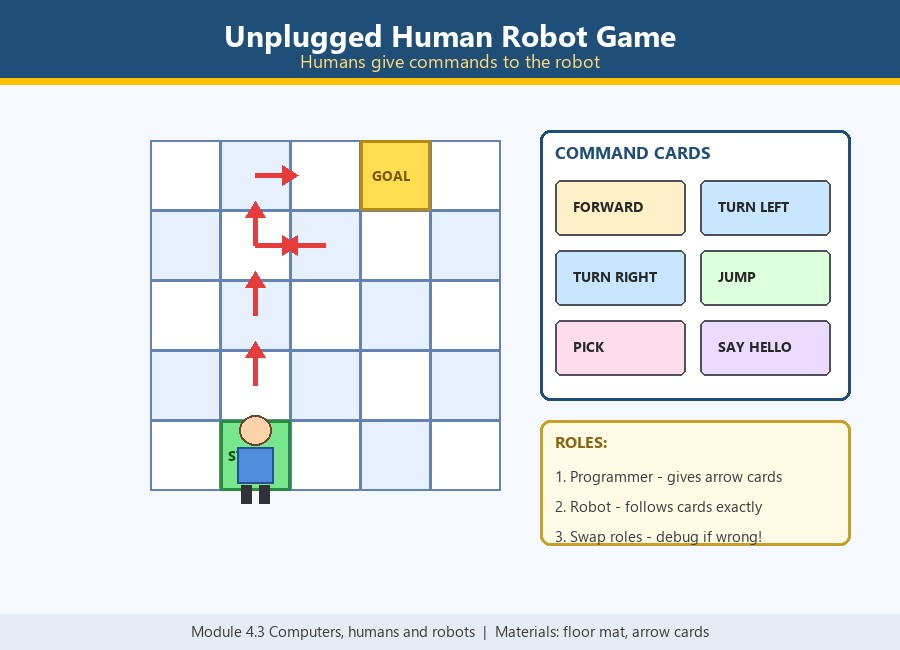 Unplugged Human Robot Game
Humans give commands to the robot
GOAL
COMMAND CARDS
FORWARD
TURN LEFT
TURN RIGHT
JUMP
PICK
SAY HELLO
ROLES:
1. Programmer - gives arrow cards
2. Robot - follows cards exactly
3. Swap roles - debug if wrong!
Module 4.3 Computers, humans and robots | Materials: floor mat, arrow cards